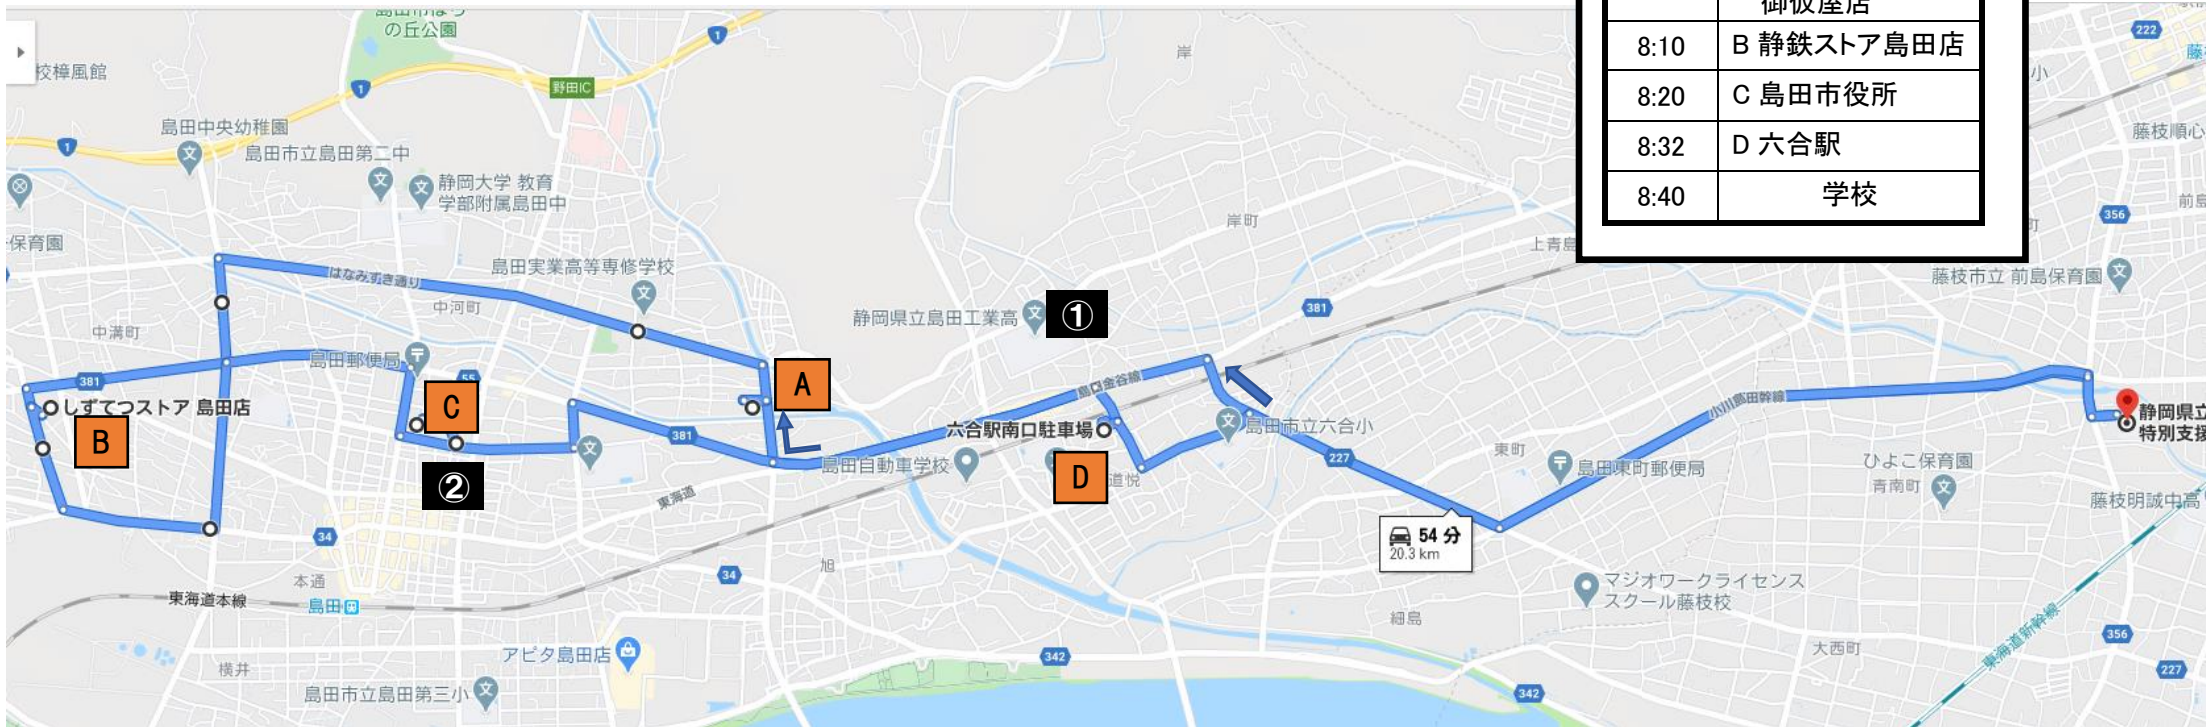 の丘公園
校樟風館
島田中央幼稚園
島田市立島田第二中
静岡大学 教育
学部附属島田中
野田IC
1
1
1
1
岸
岸町
上青島
保育園
はなみずき通り
島田実業高等専修学校
中河町
中溝町
静岡県立島田工業高
①
381
島田郵便局
381
55
A
しずてつストア 島田店
B
C
②
381
島田金谷線
六合駅南口駐車場
島田自動車学校
D
道悦
島田市立六合小
227
東町
島田東町郵便局
小川島田幹線
ひよこ保育園
青南町
静岡県立
特別支援
藤枝明誠中高
藤枝市立 前島保育園
356
222
藤枝順心
前島
小
町
藤
東海道
34
本通
島田
東海道本線
34
旭
54 分
20.3 km
マジオワークライセンス
スクール藤枝校
細島
大西町
東海道新幹線
356
227
342
342
アピタ島田店
横井
島田市立島田第三小
御仮屋店
8:10 B 静鉄ストア島田店
8:20 C 島田市役所
8:32 D 六合駅
8:40 学校